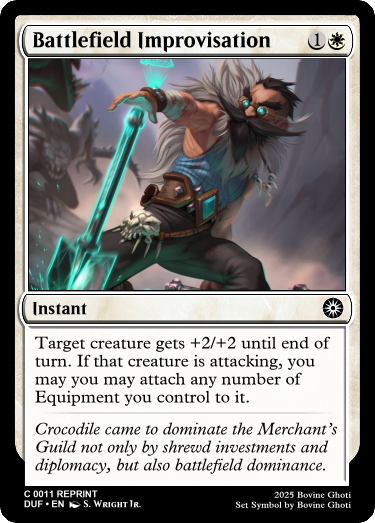 Battlefield Improvisation 1
Instant
Target creature gets +2/+2 until end of
turn. If that creature is attacking, you
may you may attach any number of
Equipment you control to it.
Crocodile came to dominate the Merchant's
Guild not only by shrewd investments and
diplomacy, but also battlefield dominance.
C 0011 REPRINT
DUF • EN S. Wright Jr.
2025 Bovine Ghoti
Set Symbol by Bovine Ghoti